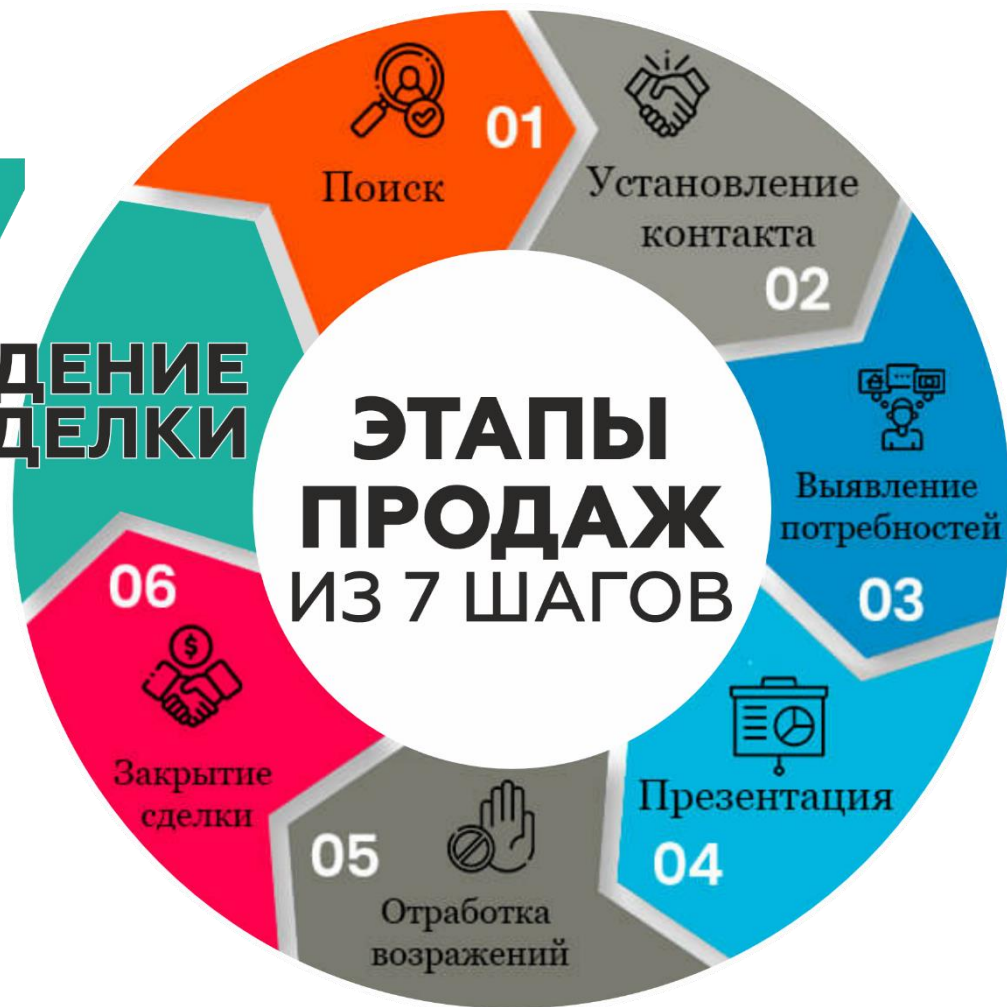 01
Поиск
Установление
контакта
02
Выявление
потребностей
03
Презентация
04
05
Отработка
возражений
06
Закрытие
сделки
7
ДЕНИЕ
ДЕЛКИ
ЭТАПЫ
ПРОДАЖ
ИЗ 7 ШАГОВ